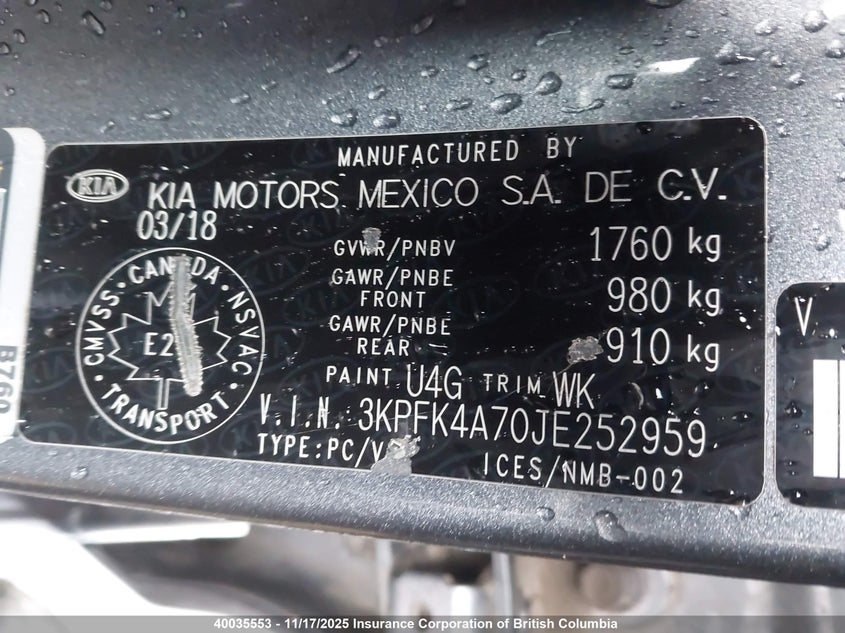 MANUFACTURED BY
KIA
KIA MOTORS MEXICO S.A. DE C.V.
03/18
GVWR/PNBV 1760 kg
GAWR/PNBE FRONT 980 kg
GAWR/PNBE REAR 910 kg
CMVSS · CANADA · NSVAC
TRANSPORT
PAINT U4G TRIM WK
V.I.N. 3KPFK4A70JE252959
TYPE:PC/
ICES/NMB-002
B760
V
40035553 - 11/17/2025 Insurance Corporation of British Columbia